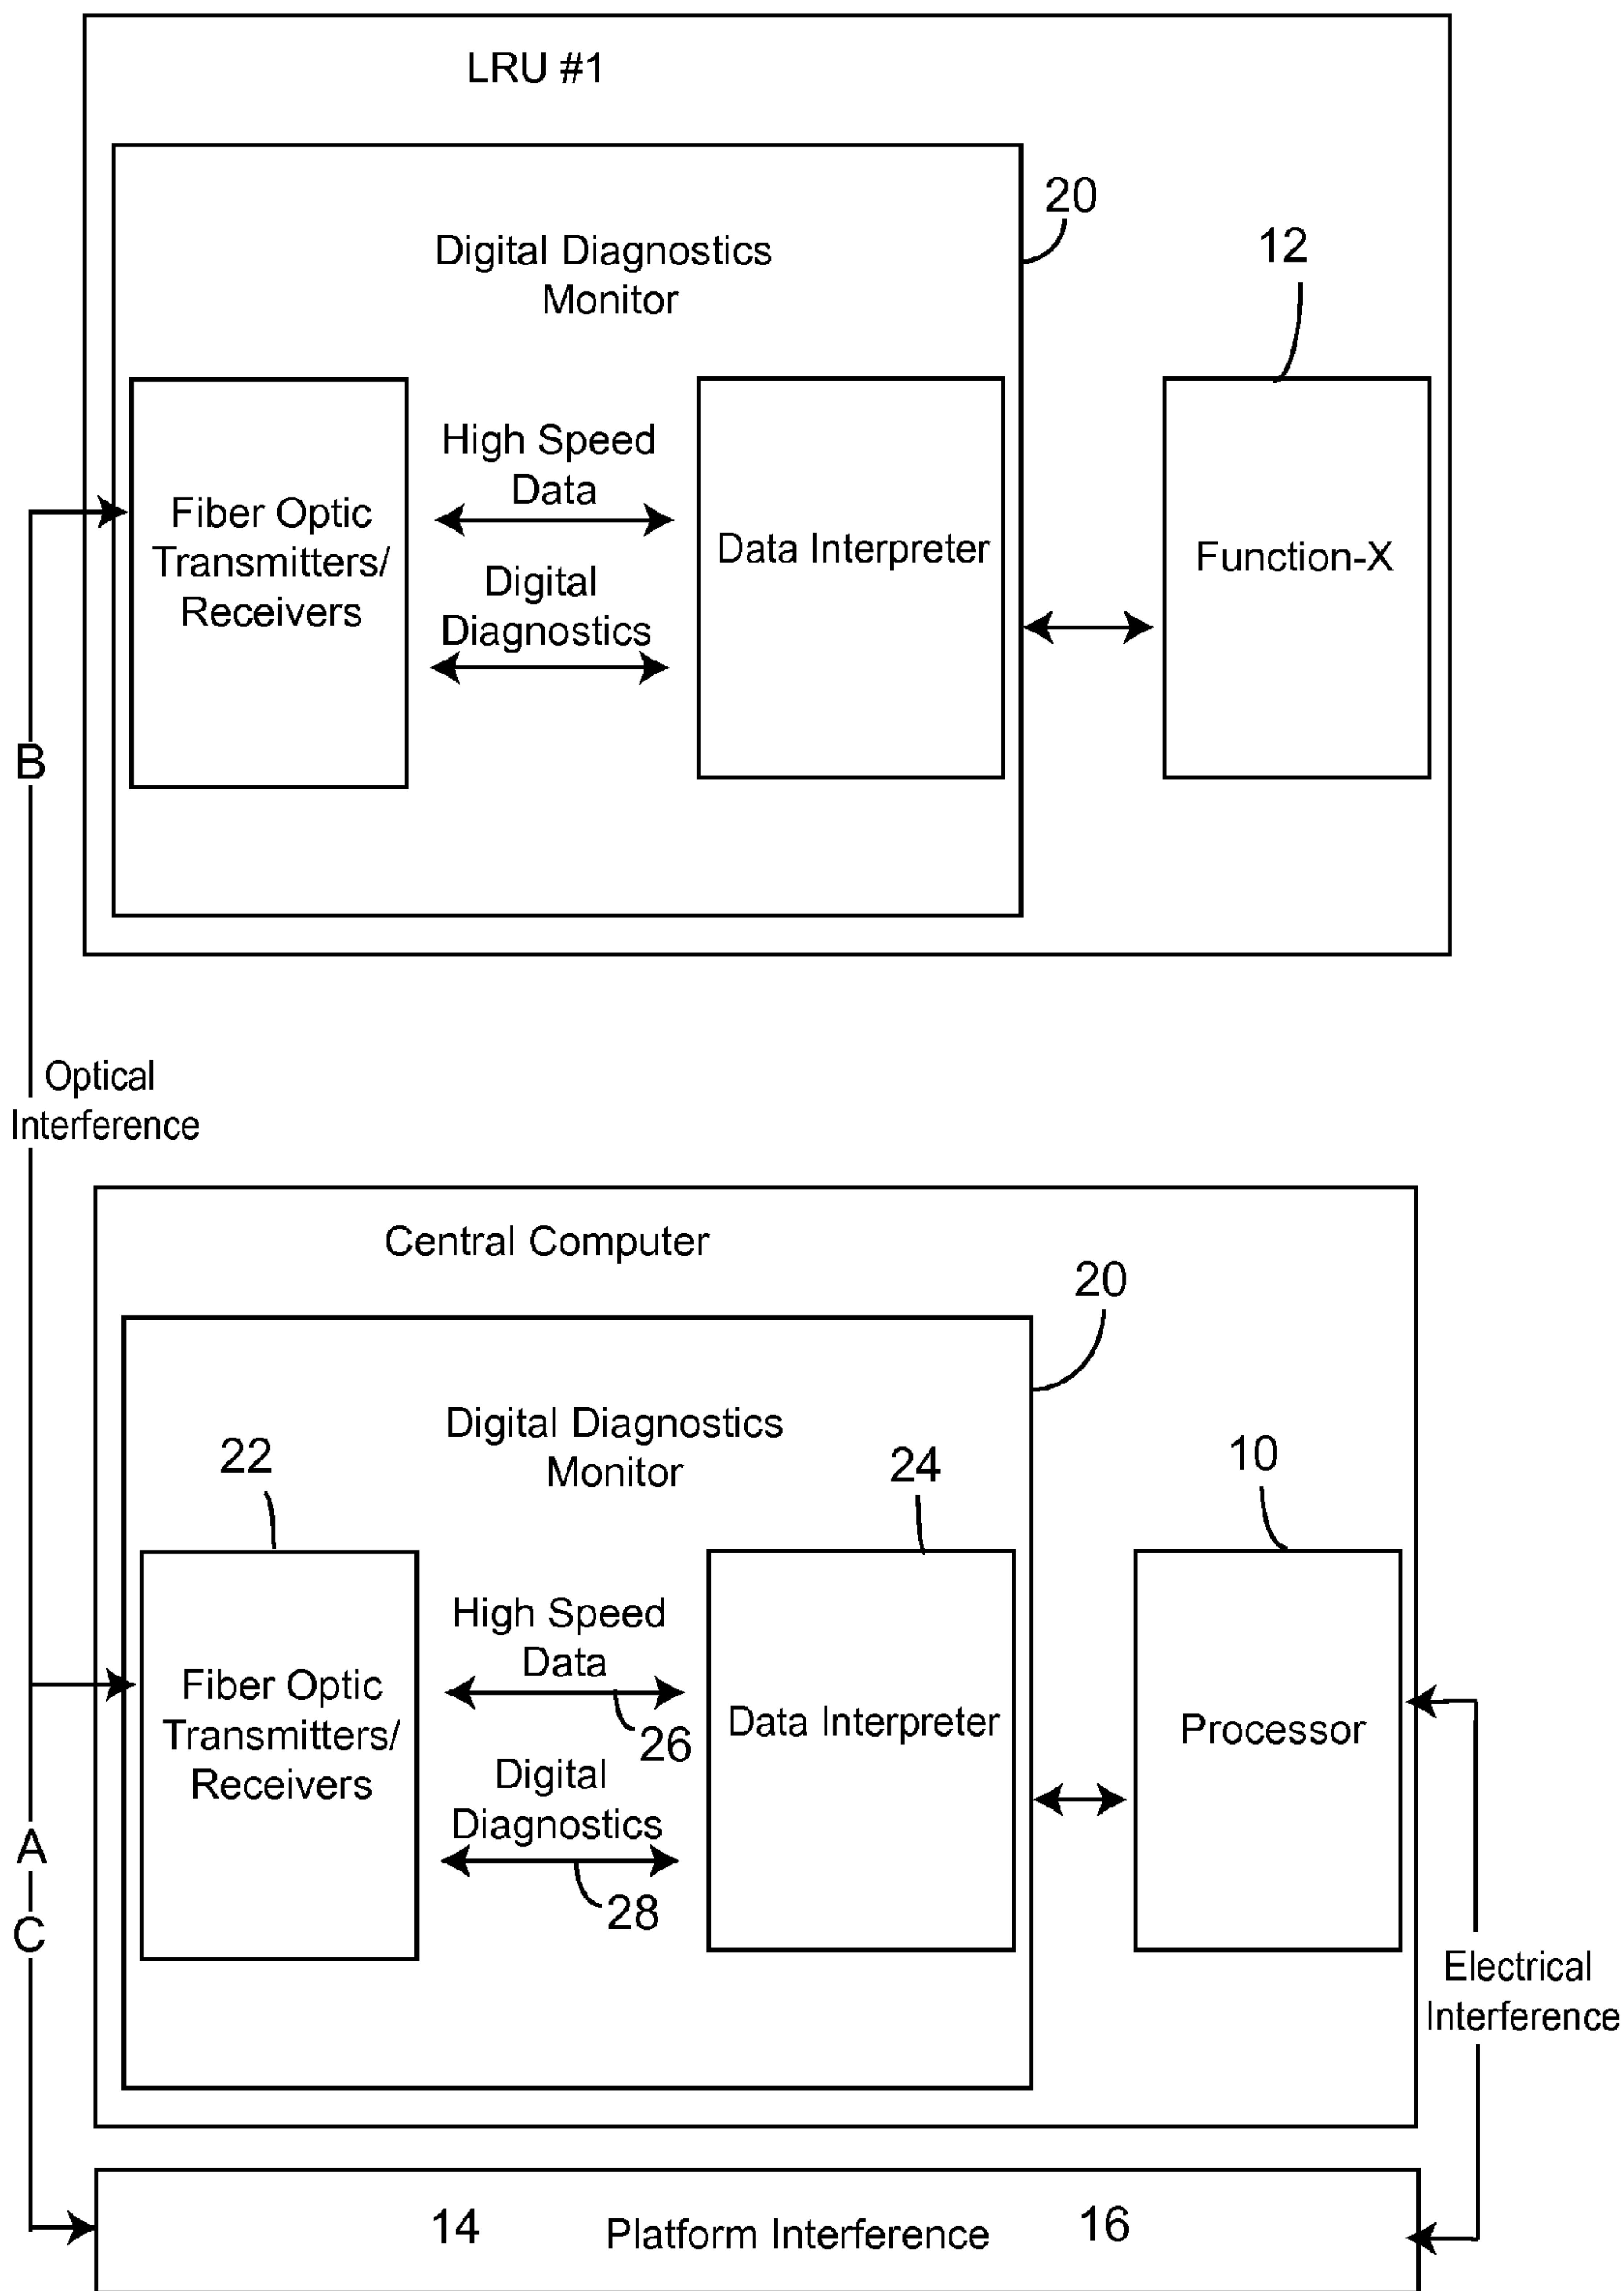 LRU #1
20
Digital Diagnostics
Monitor
12
Fiber Optic
Transmitters/
Receivers
High Speed
Data
Digital
Diagnostics
Data Interpreter
Function-X
B
Optical
Interference
Central Computer
20
Digital Diagnostics
Monitor
22
24
10
Fiber Optic
Transmitters/
Receivers
High Speed
Data
26
Digital
Diagnostics
28
Data Interpreter
Processor
A
C
Electrical
Interference
14
Platform Interference
16